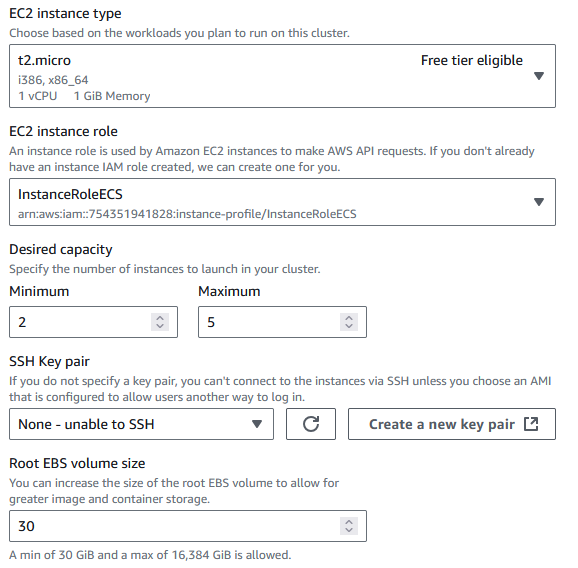 EC2 instance type
Choose based on the workloads you plan to run on this cluster.
t2.micro Free tier eligible
i386, x86_64
1 vCPU 1 GiB Memory
EC2 instance role
An instance role is used by Amazon EC2 instances to make AWS API requests. If you don't already
have an instance IAM role created, we can create one for you.
InstanceRoleECS
arn:aws:iam::754351941828:instance-profile/InstanceRoleECS
Desired capacity
Specify the number of instances to launch in your cluster.
Minimum Maximum
2 5
SSH Key pair
If you do not specify a key pair, you can't connect to the instances via SSH unless you choose an AMI
that is configured to allow users another way to log in.
None - unable to SSH Create a new key pair
Root EBS volume size
You can increase the size of the root EBS volume to allow for
greater image and container storage.
30
A min of 30 GiB and a max of 16,384 GiB is allowed.